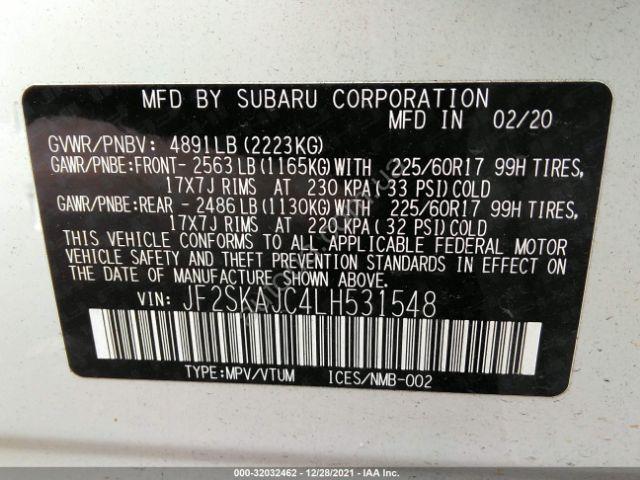 MFD BY SUBARU CORPORATION
MFD IN 02/20
GVWR/PNBV: 4891LB (2223KG)
GAWR/PNBE:FRONT- 2563 LB (1165KG)WITH 225/60R17 99H TIRES,
17X7J RIMS AT 230 KPA( 33 PSI)COLD
GAWR/PNBE:REAR - 2486 LB (1130KG)WITH 225/60R17 99H TIRES,
17X7J RIMS AT 220 KPA( 32 PSI)COLD
THIS VEHICLE CONFORMS TO ALL APPLICABLE FEDERAL MOTOR
VEHICLE SAFETY AND THEFT PREVENTION STANDARDS IN EFFECT ON
THE DATE OF MANUFACTURE SHOWN ABOVE.
VIN: JF2SKAJC4LH531548
TYPE:MPV/VTUM ICES/NMB-002
000-32032462 - 12/28/2021 - IAA Inc.